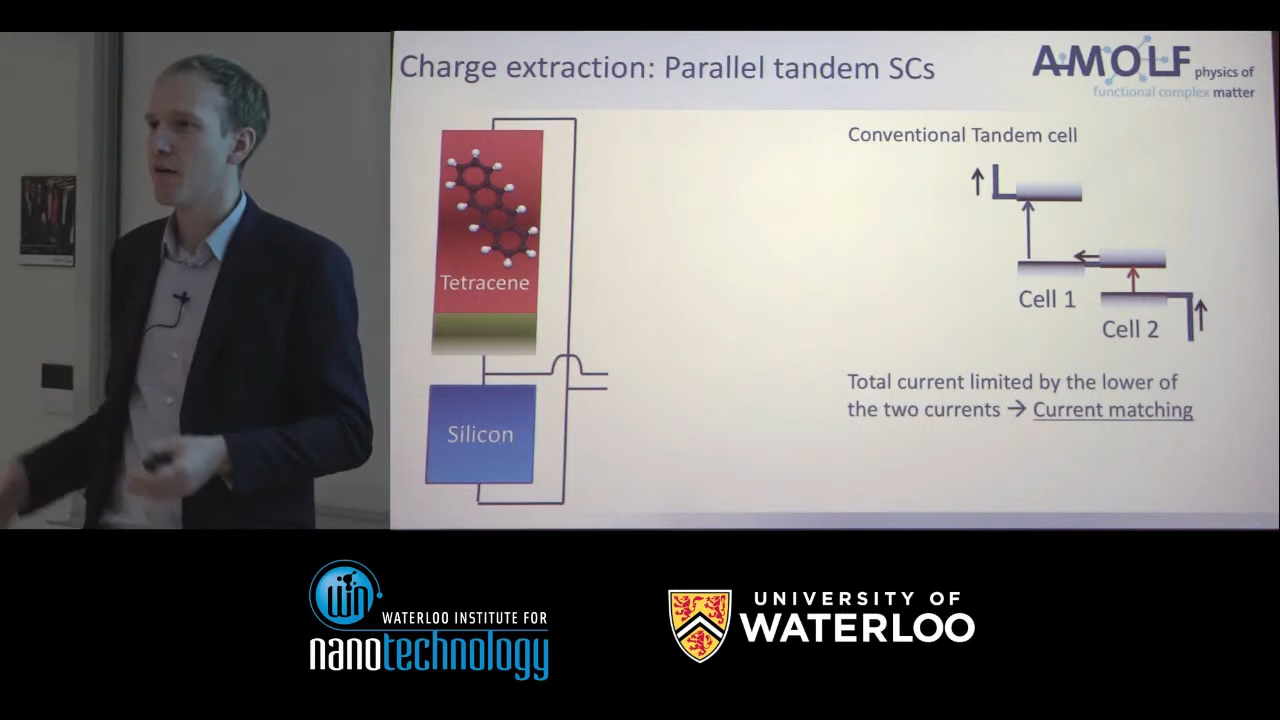 Charge extraction: Parallel tandem SCs
AMOLF
physics of
functional complex matter
Conventional Tandem cell
Tetracene
Cell 1
Cell 2
Silicon
Total current limited by the lower of
the two currents → Current matching
WATERLOO INSTITUTE FOR
nanotechnology
UNIVERSITY OF
WATERLOO